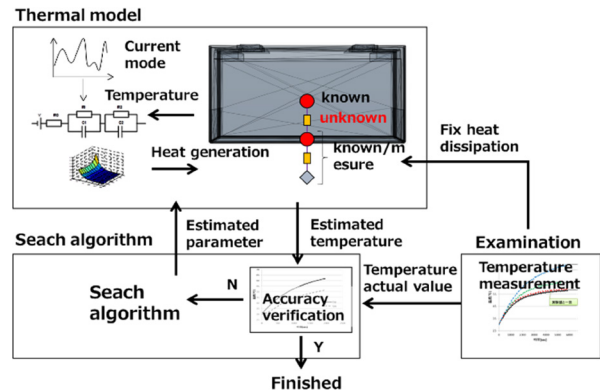 Thermal model
Current
mode
Temperature
Heat generation
known
unknown
known/m
esure
Fix heat
dissipation
Estimated
parameter
Estimated
temperature
Seach algorithm
Examination
Seach
algorithm
N
Accuracy
verification
Temperature
actual value
Temperature
measurement
Y
Finished